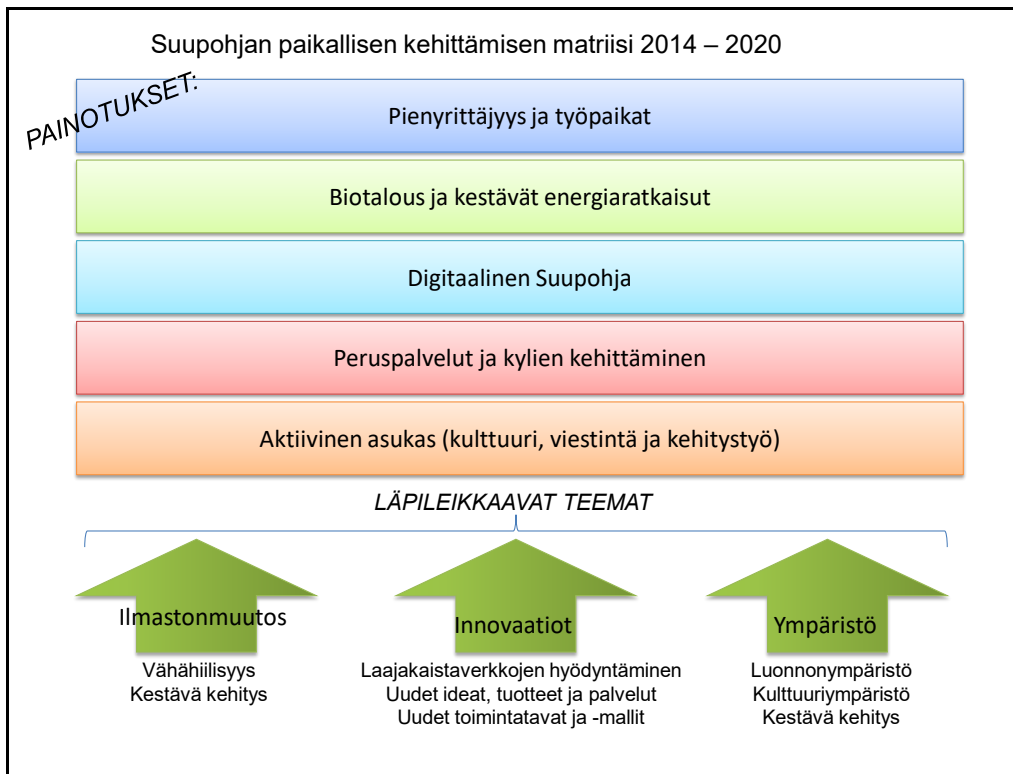 Suupohjan paikallisen kehittämisen matriisi 2014 – 2020
PAINOTUKSET:
Pienyrittäjyys ja työpaikat
Biotalous ja kestävät energiaratkaisut
Digitaalinen Suupohja
Peruspalvelut ja kylien kehittäminen
Aktiivinen asukas (kulttuuri, viestintä ja kehitystyö)
LÄPILEIKKAAVAT TEEMAT
Ilmastonmuutos
Vähähiilisyys
Kestävä kehitys
Innovaatiot
Laajakaistaverkkojen hyödyntäminen
Uudet ideat, tuotteet ja palvelut
Uudet toimintatavat ja -mallit
Ympäristö
Luonnonympäristö
Kulttuuriympäristö
Kestävä kehitys